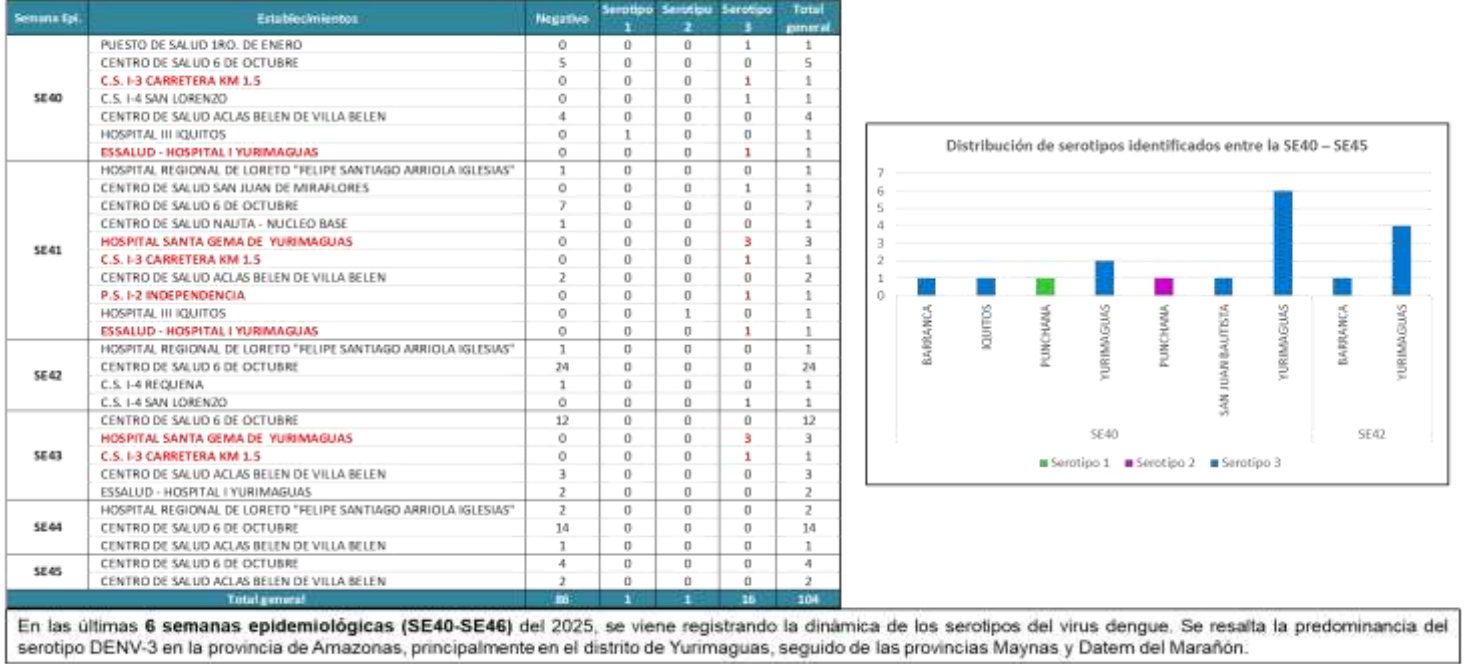 Semana Epi. Establecimientos Negativo Serotipo 1 Serotipo 2 Serotipo 3 Total general
SE40
PUESTO DE SALUD 1RO. DE ENERO 0 0 0 1 1
CENTRO DE SALUD 6 DE OCTUBRE 5 0 0 0 5
C.S. I-3 CARRETERA KM 1.5 0 0 0 1 1
C.S. I-4 SAN LORENZO 0 0 0 1 1
CENTRO DE SALUD ACLAS BELEN DE VILLA BELEN 4 0 0 0 4
HOSPITAL III IQUITOS 0 1 0 0 1
ESSALUD - HOSPITAL I YURIMAGUAS 0 0 0 1 1
SE41
HOSPITAL REGIONAL DE LORETO "FELIPE SANTIAGO ARRIOLA IGLESIAS" 1 0 0 0 1
CENTRO DE SALUD SAN JUAN DE MIRAFLORES 0 0 0 1 1
CENTRO DE SALUD 6 DE OCTUBRE 7 0 0 0 7
CENTRO DE SALUD NAUTA - NUCLEO BASE 1 0 0 0 1
HOSPITAL SANTA GEMA DE YURIMAGUAS 0 0 0 3 3
C.S. I-3 CARRETERA KM 1.5 0 0 0 1 1
CENTRO DE SALUD ACLAS BELEN DE VILLA BELEN 2 0 0 0 2
P.S. I-2 INDEPENDENCIA 0 0 0 1 1
HOSPITAL III IQUITOS 0 0 1 0 1
ESSALUD - HOSPITAL I YURIMAGUAS 0 0 0 1 1
SE42
HOSPITAL REGIONAL DE LORETO "FELIPE SANTIAGO ARRIOLA IGLESIAS" 1 0 0 0 1
CENTRO DE SALUD 6 DE OCTUBRE 24 0 0 0 24
C.S. I-4 REQUENA 1 0 0 0 1
C.S. I-4 SAN LORENZO 0 0 0 1 1
SE43
CENTRO DE SALUD 6 DE OCTUBRE 12 0 0 0 12
HOSPITAL SANTA GEMA DE YURIMAGUAS 0 0 0 3 3
C.S. I-3 CARRETERA KM 1.5 0 0 0 1 1
CENTRO DE SALUD ACLAS BELEN DE VILLA BELEN 3 0 0 0 3
ESSALUD - HOSPITAL I YURIMAGUAS 2 0 0 0 2
SE44
HOSPITAL REGIONAL DE LORETO "FELIPE SANTIAGO ARRIOLA IGLESIAS" 2 0 0 0 2
CENTRO DE SALUD 6 DE OCTUBRE 14 0 0 0 14
CENTRO DE SALUD ACLAS BELEN DE VILLA BELEN 1 0 0 0 1
SE45
CENTRO DE SALUD 6 DE OCTUBRE 4 0 0 0 4
CENTRO DE SALUD ACLAS BELEN DE VILLA BELEN 2 0 0 0 2
Total general 86 1 1 16 104
Distribución de serotipos identificados entre la SE40 – SE45
7
6
5
4
3
2
1
0
BARRANCA
IQUITOS
PUNCHANA
YURIMAGUAS
PUNCHANA
SAN JUAN BAUTISTA
YURIMAGUAS
BARRANCA
YURIMAGUAS
SE40 SE42
Serotipo 1 Serotipo 2 Serotipo 3
En las últimas 6 semanas epidemiológicas (SE40-SE46) del 2025, se viene registrando la dinámica de los serotipos del virus dengue. Se resalta la predominancia del
serotipo DENV-3 en la provincia de Amazonas, principalmente en el distrito de Yurimaguas, seguido de las provincias Maynas y Datem del Marañón.